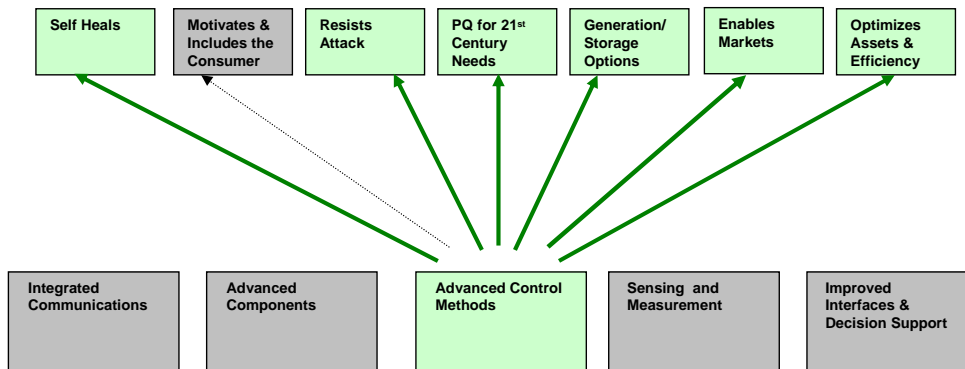 Self Heals
Motivates &
Includes the
Consumer
Resists
Attack
PQ for 21st
Century
Needs
Generation/
Storage
Options
Enables
Markets
Optimizes
Assets &
Efficiency
Integrated
Communications
Advanced
Components
Advanced Control
Methods
Sensing and
Measurement
Improved
Interfaces &
Decision Support